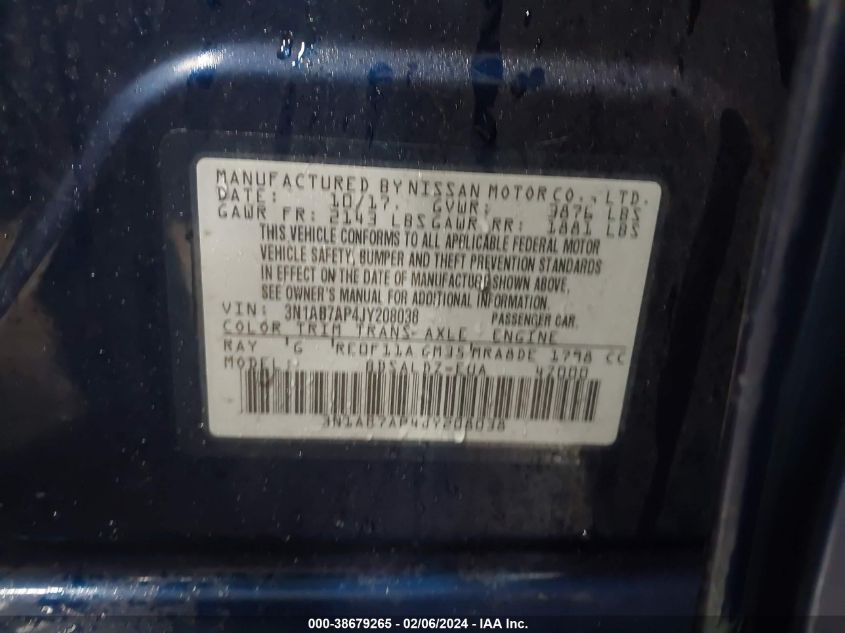 MANUFACTURED BY NISSAN MOTOR CO., LTD.
DATE: 10/17. GVWR: 3876 LBS
GAWR FR: 2143 LBS GAWR RR: 1881 LBS
THIS VEHICLE CONFORMS TO ALL APPLICABLE FEDERAL MOTOR
VEHICLE SAFETY, BUMPER AND THEFT PREVENTION STANDARDS
IN EFFECT ON THE DATE OF MANUFACTURE SHOWN ABOVE.
SEE OWNER'S MANUAL FOR ADDITIONAL INFORMATION.
VIN: 3N1AB7AP4JY208038 PASSENGER CAR.
COLOR TRIM TRANS-AXLE ENGINE
RAY G RE0F11A GM35 MRA8DE 1798 CC
MODEL: BDSALDZ-EUA 42000
3N1AB7AP4JY208038
000-38679265 - 02/06/2024 - IAA Inc.